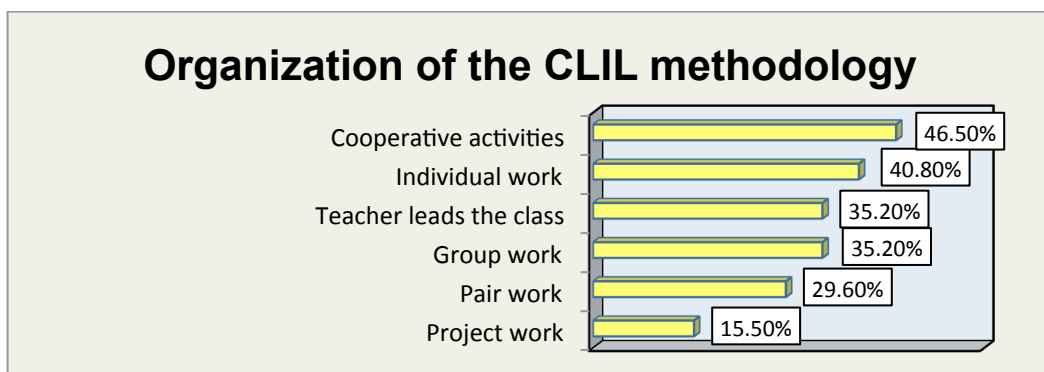 Organization of the CLIL methodology
Cooperative activities 46.50%
Individual work 40.80%
Teacher leads the class 35.20%
Group work 35.20%
Pair work 29.60%
Project work 15.50%